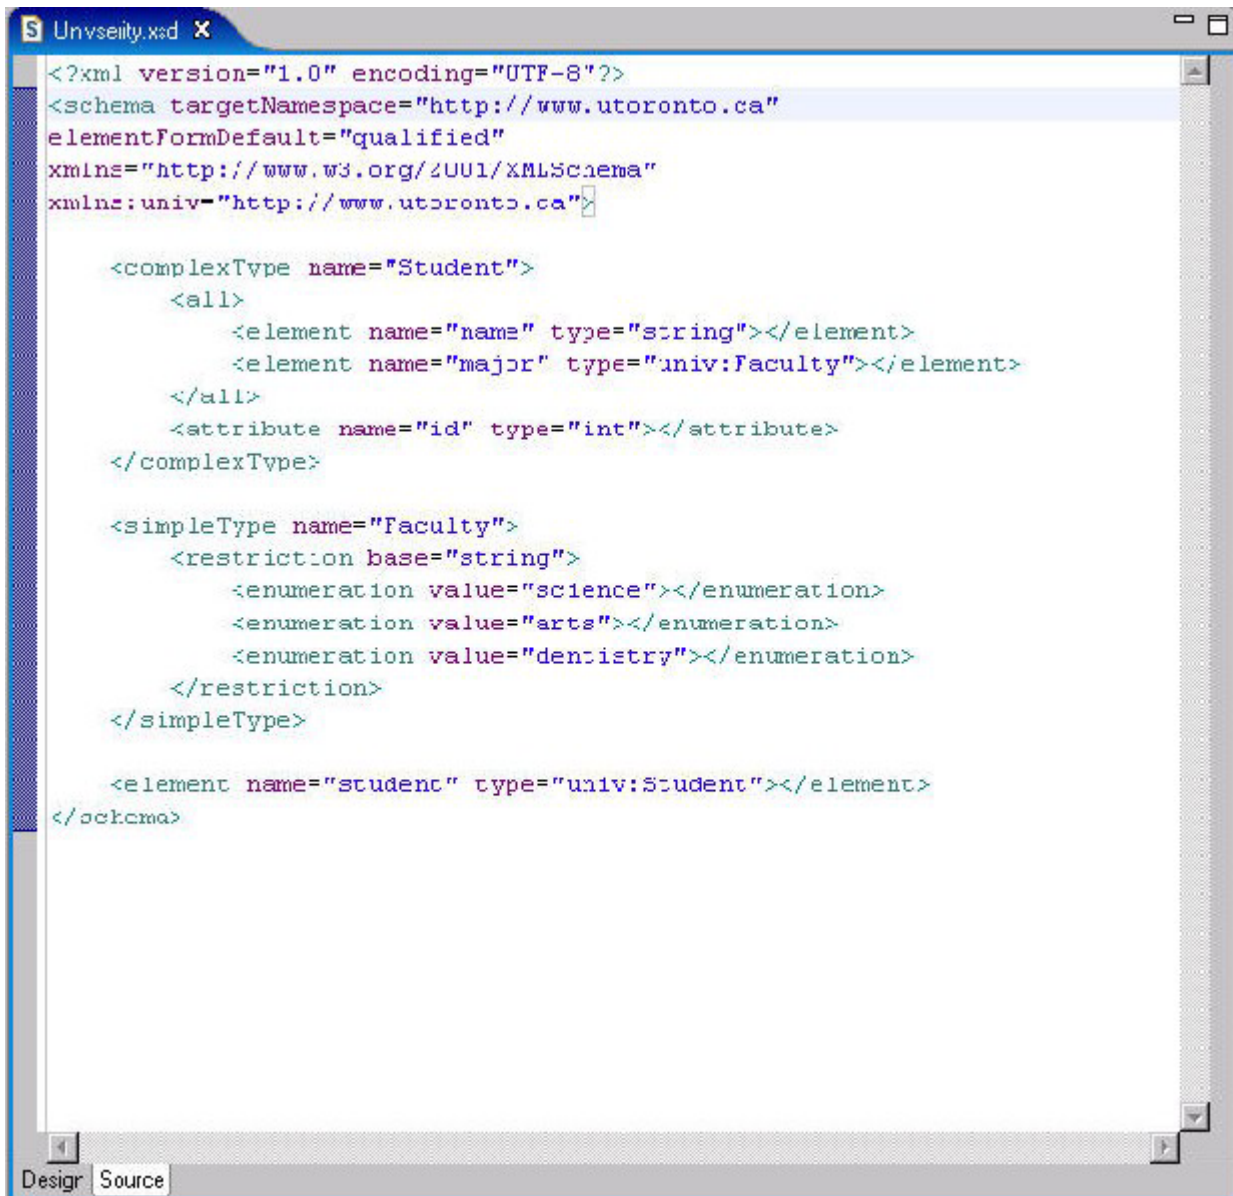 Unvseiity.xsd
<?xml version="1.0" encoding="UTF-8"?>
<schema targetNamespace="http://www.utoronto.ca"
elementFormDefault="qualified"
xmlns="http://www.w3.org/2001/XMLSchema"
xmlns:univ="http://www.utoronto.ca">
<complexType name="Student">
<all>
<element name="name" type="string"></element>
<element name="major" type="univ:Faculty"></element>
</all>
<attribute name="id" type="int"></attribute>
</complexType>
<simpleType name="Faculty">
<restriction base="string">
<enumeration value="science"></enumeration>
<enumeration value="arts"></enumeration>
<enumeration value="dentistry"></enumeration>
</restriction>
</simpleType>
<element name="student" type="univ:Student"></element>
</schema>
Design Source